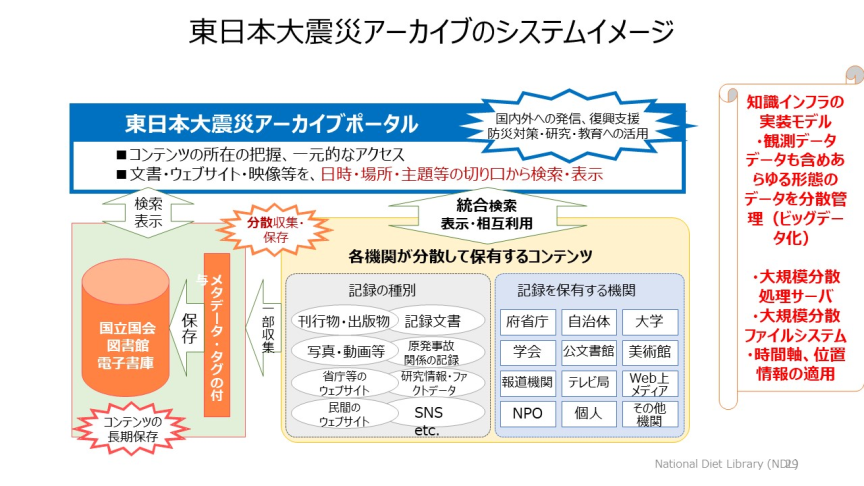 東日本大震災アーカイブのシステムイメージ
東日本大震災アーカイブポータル
国内外への発信、復興支援
防災対策・研究・教育への活用
■コンテンツの所在の把握、一元的なアクセス
■文書・ウェブサイト・映像等を、日時・場所・主題等の切り口から検索・表示
検索
表示
分散収集・
保存
統合検索
表示・相互利用
各機関が分散して保有するコンテンツ
国立国会
図書館
電子書庫
保存
メタデータ・タグの付
与
一部収集
コンテンツの
長期保存
記録の種別
刊行物・出版物
記録文書
写真・動画等
原発事故
関係の記録
省庁等の
ウェブサイト
研究情報・ファ
クトデータ
民間の
ウェブサイト
SNS
etc.
記録を保有する機関
府省庁
自治体
大学
学会
公文書館
美術館
報道機関
テレビ局
Web上
メディア
NPO
個人
その他
機関
知識インフラの
実装モデル
・観測データ
データも含めあ
らゆる形態の
データを分散管
理（ビッグデー
タ化）
・大規模分散
処理サーバ
・大規模分散
ファイルシステム
・時間軸、位置
情報の適用
National Diet Library (NDL)
29